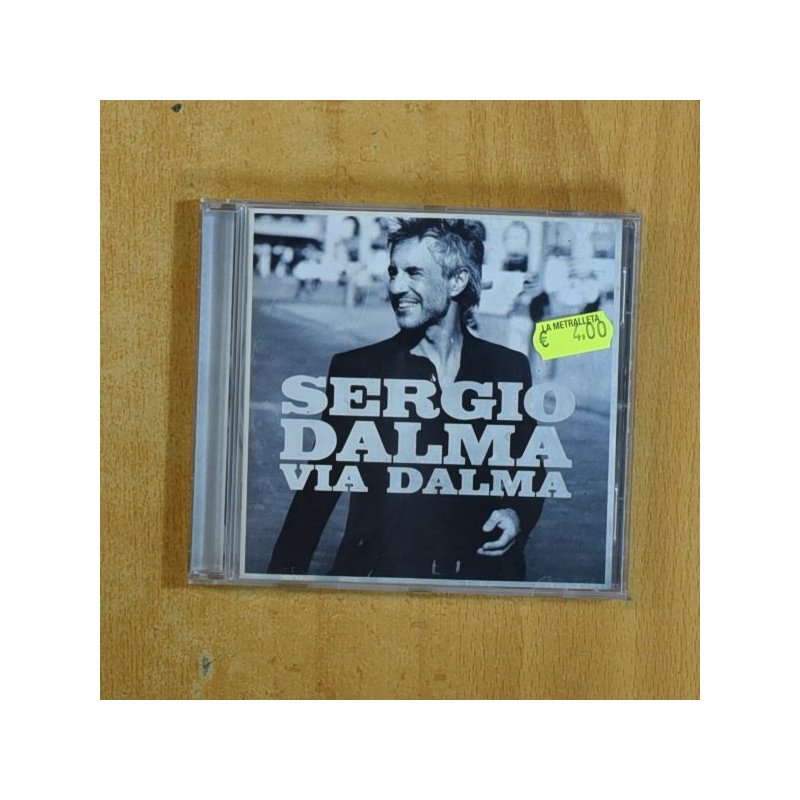 LA METRALLETA
€ 4,00
SERGIO
DALMA
VIA DALMA